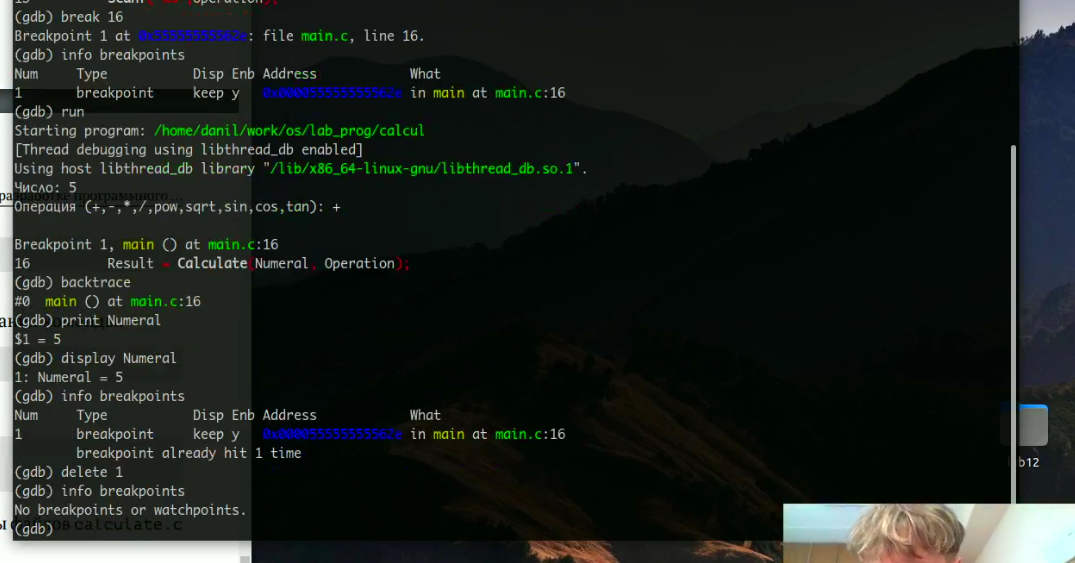 (gdb) break 16
Breakpoint 1 at 0x55555555562e: file main.c, line 16.
(gdb) info breakpoints
Num     Type           Disp Enb Address            What
1       breakpoint     keep y   0x000055555555562e in main at main.c:16
(gdb) run
Starting program: /home/danil/work/os/lab_prog/calcul
[Thread debugging using libthread_db enabled]
Using host libthread_db library "/lib/x86_64-linux-gnu/libthread_db.so.1".
Число: 5
разработке программного...
Операция (+,-,*,/,pow,sqrt,sin,cos,tan): +
Breakpoint 1, main () at main.c:16
16          Result = Calculate(Numeral, Operation);
(gdb) backtrace
#0  main () at main.c:16
(gdb) print Numeral
$1 = 5
(gdb) display Numeral
1: Numeral = 5
(gdb) info breakpoints
Num     Type           Disp Enb Address            What
1       breakpoint     keep y   0x000055555555562e in main at main.c:16
        breakpoint already hit 1 time
(gdb) delete 1
(gdb) info breakpoints
No breakpoints or watchpoints.
calculate.c
(gdb)